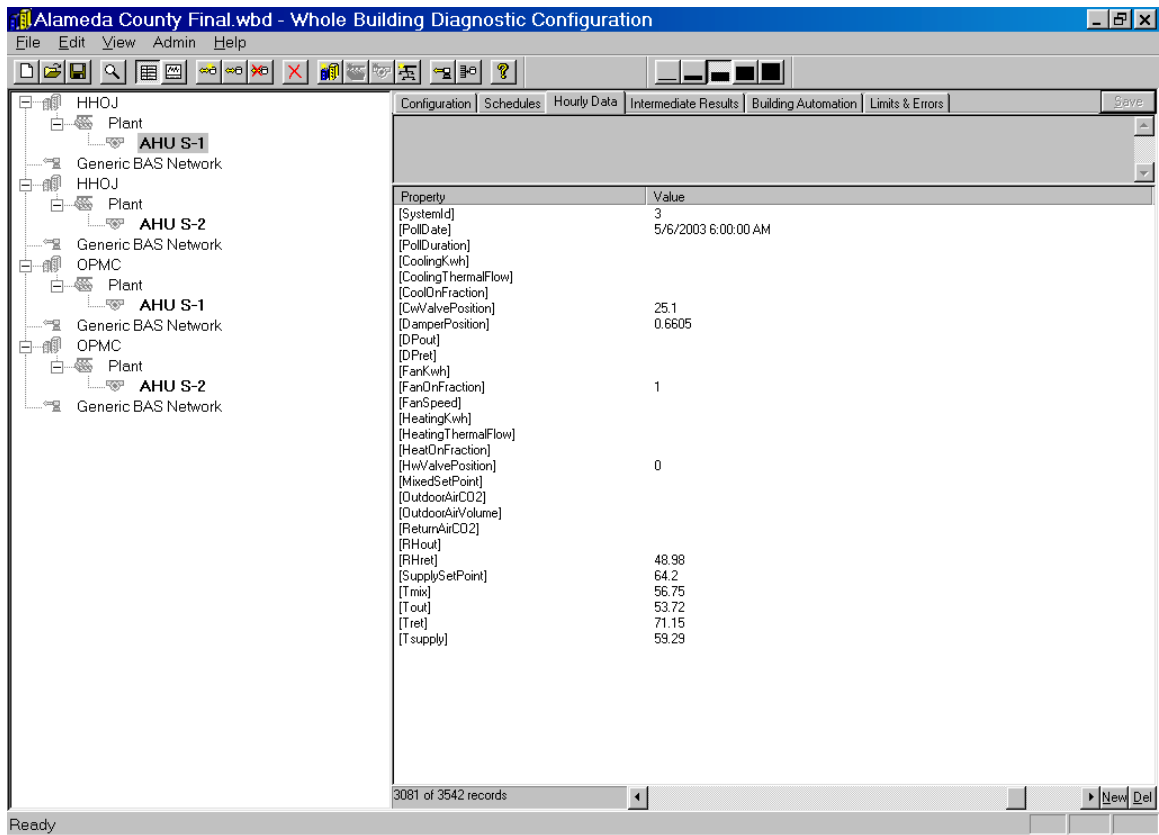 Alameda County Final.wbd - Whole Building Diagnostic Configuration
File Edit View Admin Help
HHOJ
Plant
AHU S-1
Generic BAS Network
HHOJ
Plant
AHU S-2
Generic BAS Network
OPMC
Plant
AHU S-1
Generic BAS Network
OPMC
Plant
AHU S-2
Generic BAS Network
Configuration Schedules Hourly Data Intermediate Results Building Automation Limits & Errors Save
Property Value
[SystemId] 3
[PollDate] 5/6/2003 6:00:00 AM
[PollDuration]
[CoolingKwh]
[CoolingThermalFlow]
[CoolOnFraction]
[CwValvePosition] 25.1
[DamperPosition] 0.6605
[DPout]
[DPret]
[FanKwh]
[FanOnFraction] 1
[FanSpeed]
[HeatingKwh]
[HeatingThermalFlow]
[HeatOnFraction]
[HwValvePosition] 0
[MixedSetPoint]
[OutdoorAirCO2]
[OutdoorAirVolume]
[ReturnAirCO2]
[RHout]
[RHret] 48.98
[SupplySetPoint] 64.2
[Tmix] 56.75
[Tout] 53.72
[Tret] 71.15
[Tsupply] 59.29
3081 of 3542 records New Del
Ready